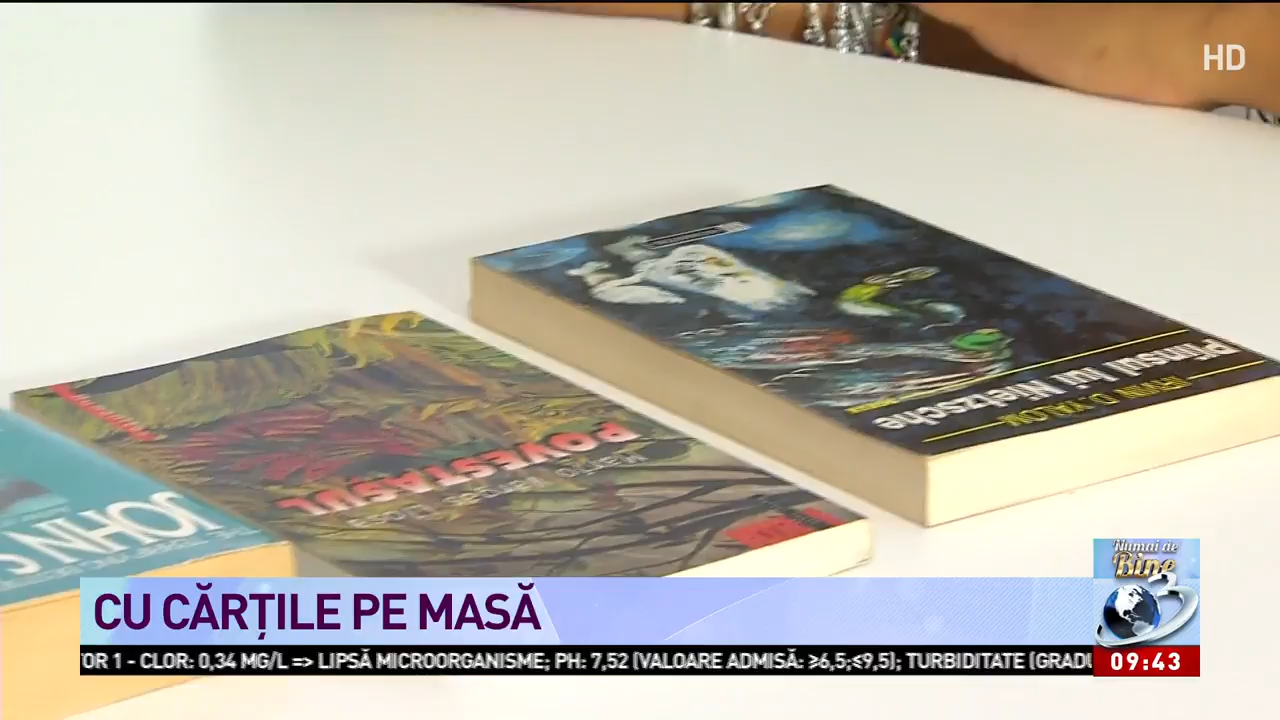 HD
Plînsul lui Nietzsche
IRVIN D. YALOM
Mario Vargas Llosa
POVESTAȘUL
JOHN S
CU CĂRȚILE PE MASĂ
Numai de
Bine
3
TOR 1 - CLOR: 0,34 MG/L => LIPSĂ MICROORGANISME; PH: 7,52 (VALOARE ADMISĂ: ≥6,5;≤9,5); TURBIDITATE (GRADU
09:43